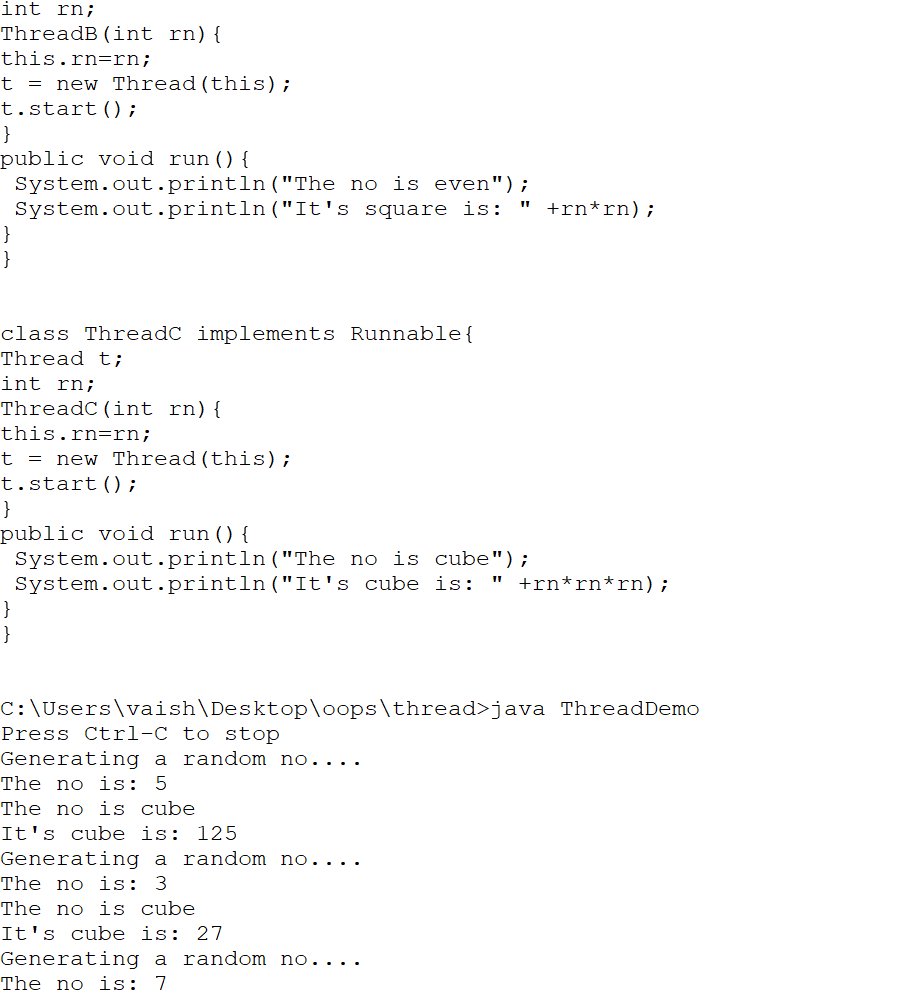 int rn;
ThreadB(int rn){
this.rn=rn;
t = new Thread(this);
t.start();
}
public void run(){
 System.out.println("The no is even");
 System.out.println("It's square is: " +rn*rn);
}
}
class ThreadC implements Runnable{
Thread t;
int rn;
ThreadC(int rn){
this.rn=rn;
t = new Thread(this);
t.start();
}
public void run(){
 System.out.println("The no is cube");
 System.out.println("It's cube is: " +rn*rn*rn);
}
}
C:\Users\vaish\Desktop\oops\thread>java ThreadDemo
Press Ctrl-C to stop
Generating a random no....
The no is: 5
The no is cube
It's cube is: 125
Generating a random no....
The no is: 3
The no is cube
It's cube is: 27
Generating a random no....
The no is: 7